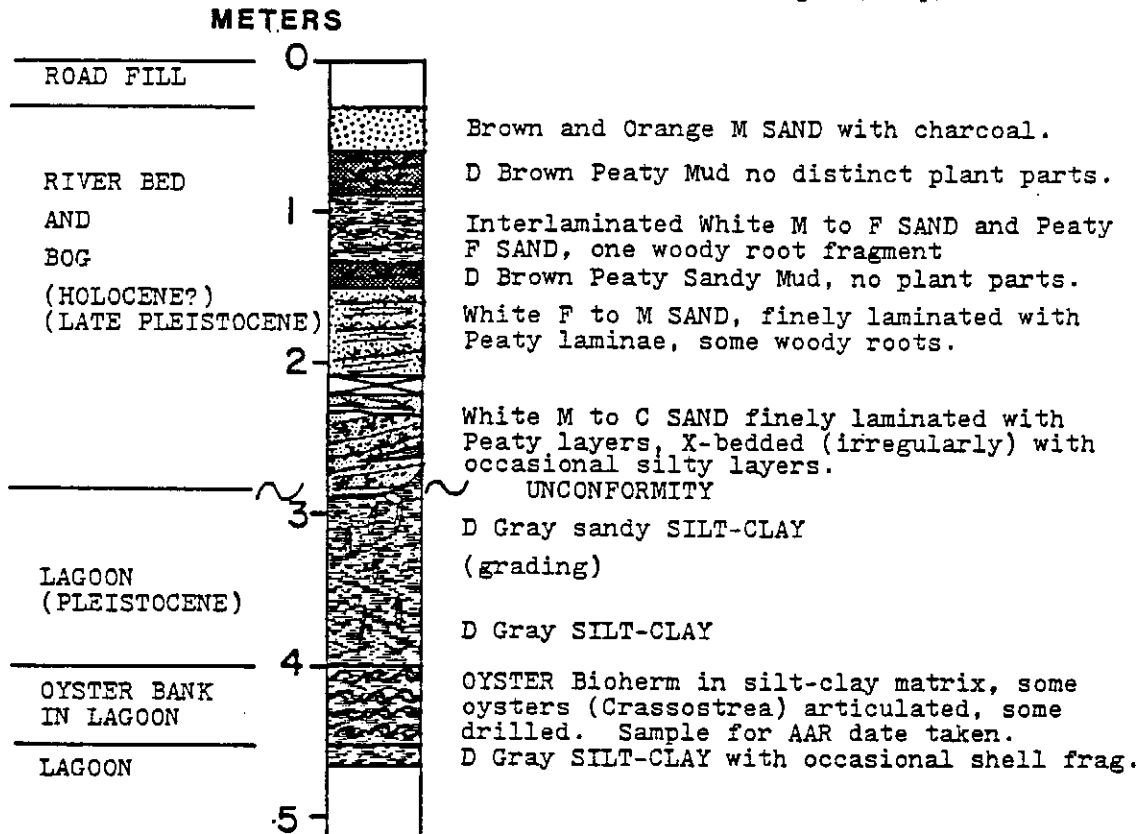 METERS
0
ROAD FILL
Brown and Orange M SAND with charcoal.
D Brown Peaty Mud no distinct plant parts.
RIVER BED
AND
BOG
(HOLOCENE?)
(LATE PLEISTOCENE)
1
Interlaminated White M to F SAND and Peaty
F SAND, one woody root fragment
D Brown Peaty Sandy Mud, no plant parts.
White F to M SAND, finely laminated with
Peaty laminae, some woody roots.
2
White M to C SAND finely laminated with
Peaty layers, X-bedded (irregularly) with
occasional silty layers.
UNCONFORMITY
3
D Gray sandy SILT-CLAY
(grading)
LAGOON
(PLEISTOCENE)
D Gray SILT-CLAY
4
OYSTER BANK
IN LAGOON
OYSTER Bioherm in silt-clay matrix, some
oysters (Crassostrea) articulated, some
drilled. Sample for AAR date taken.
D Gray SILT-CLAY with occasional shell frag.
LAGOON
5